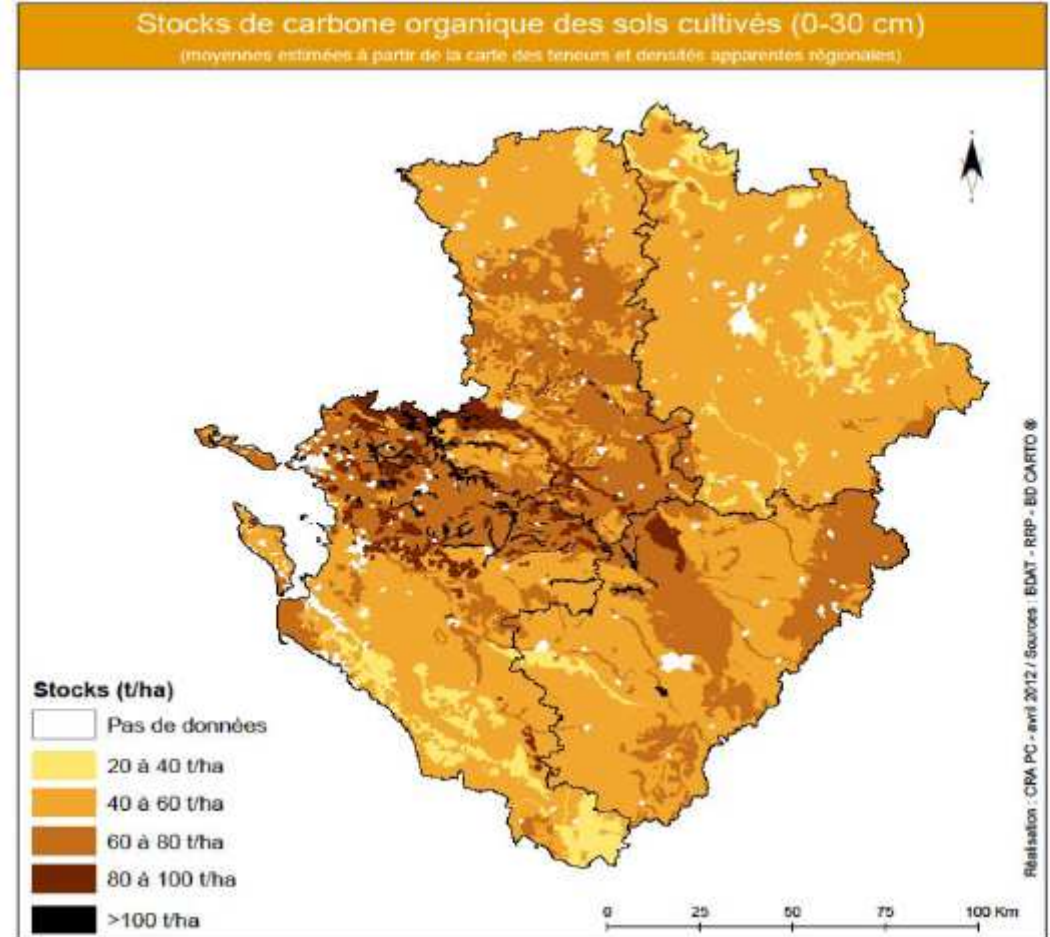 Stocks de carbone organique des sols cultivés (0-30 cm)
(moyennes estimées à partir de la carte des teneurs et densités apparentes régionales)
Stocks (t/ha)
Pas de données
20 à 40 t/ha
40 à 60 t/ha
60 à 80 t/ha
80 à 100 t/ha
>100 t/ha
0 25 50 75 100 Km
Réalisation : CRA PC - avril 2012 / Sources : BDAT - RRP - BD CARTO ®